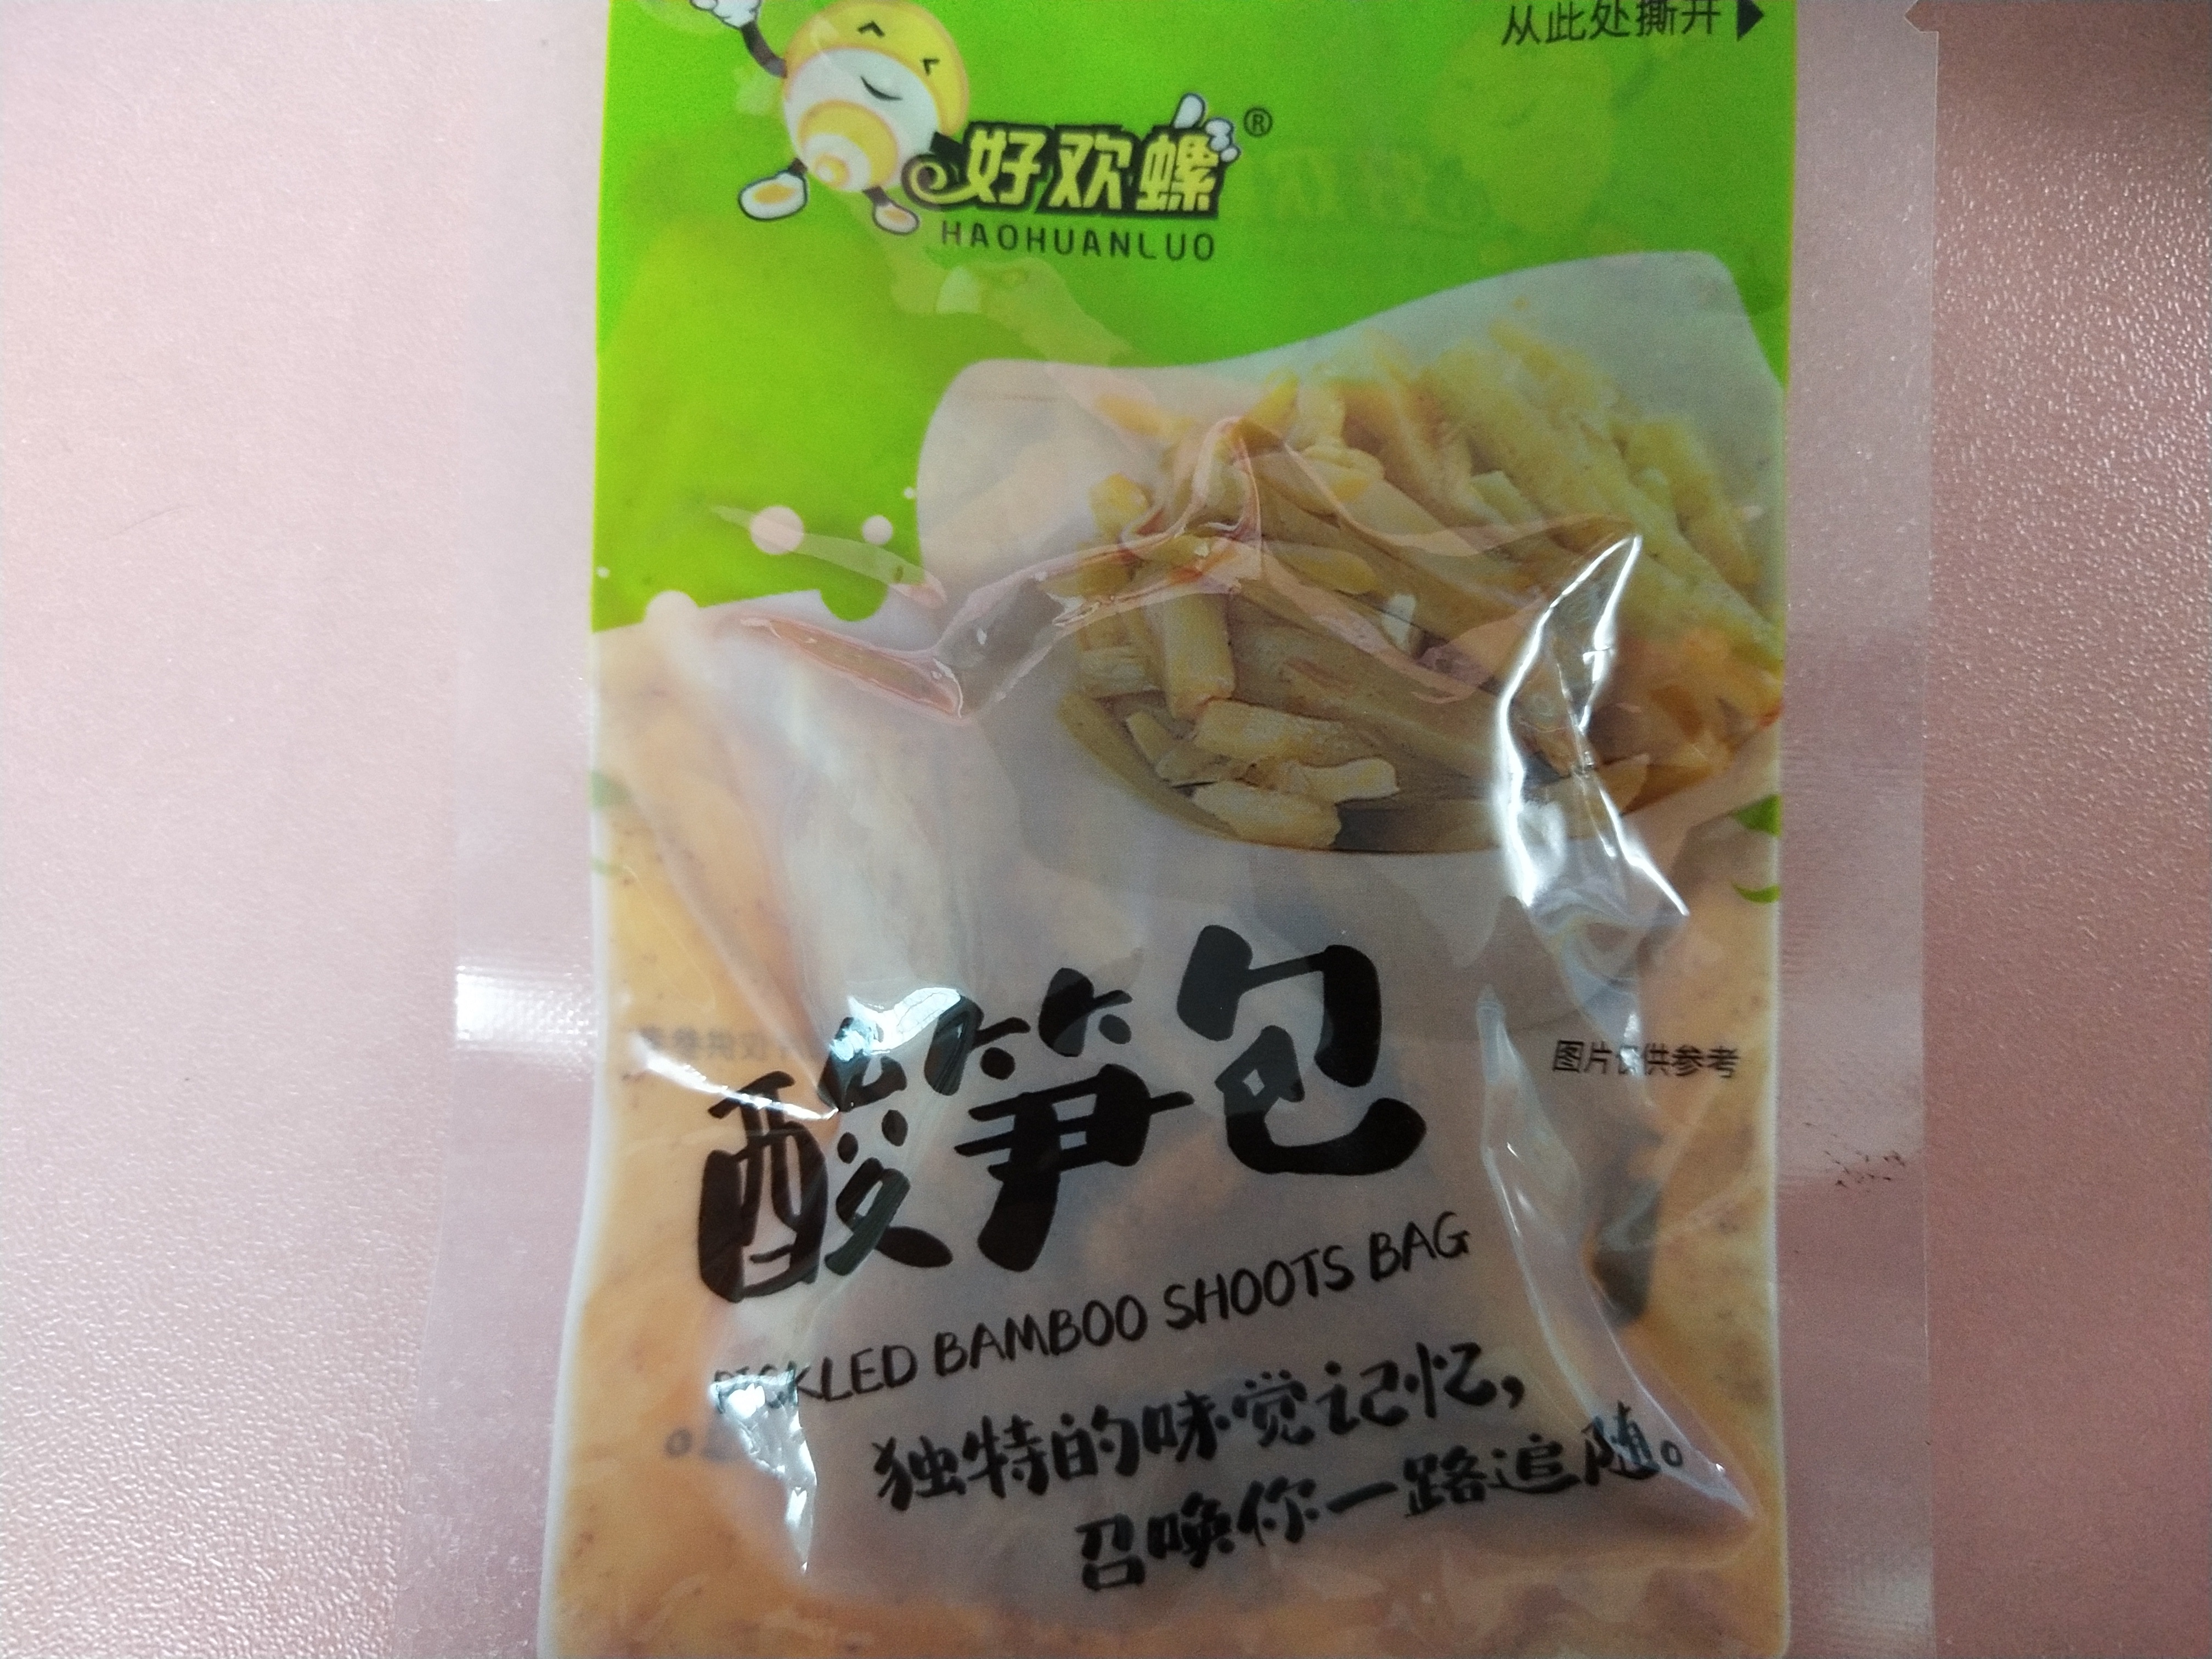 从此处撕开
好欢螺®
HAOHUANLUO
酸笋包
图片仅供参考
PICKLED BAMBOO SHOOTS BAG
独特的味觉记忆，
召唤你一路追随。